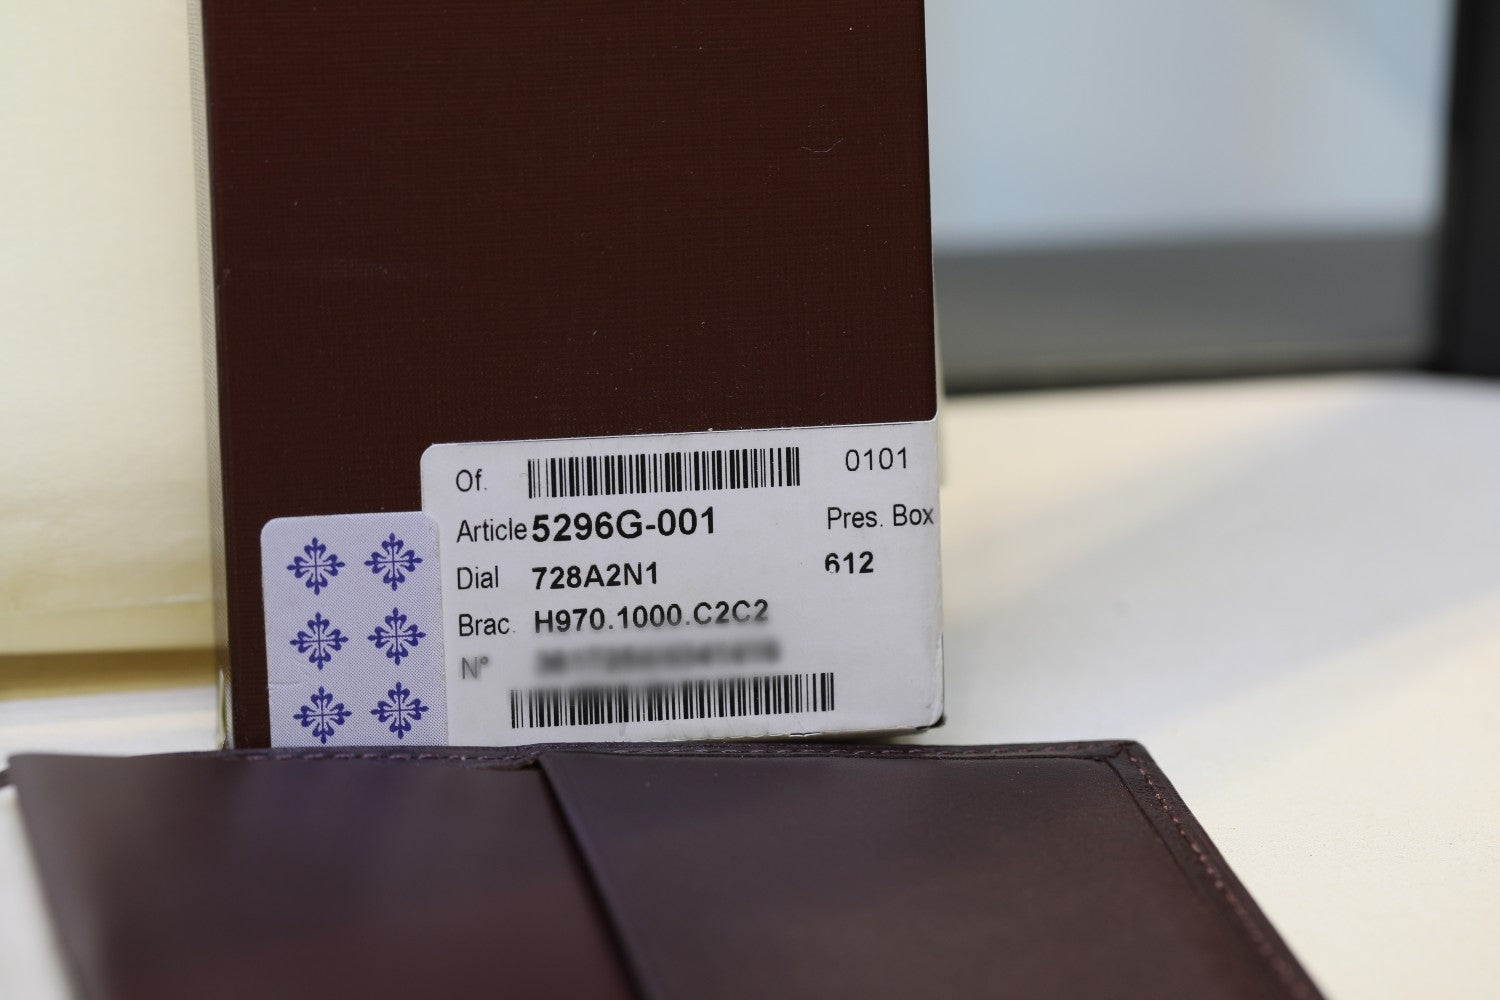 Of. 0101
Article 5296G-001 Pres. Box
Dial 728A2N1 612
Brac. H970.1000.C2C2
N°